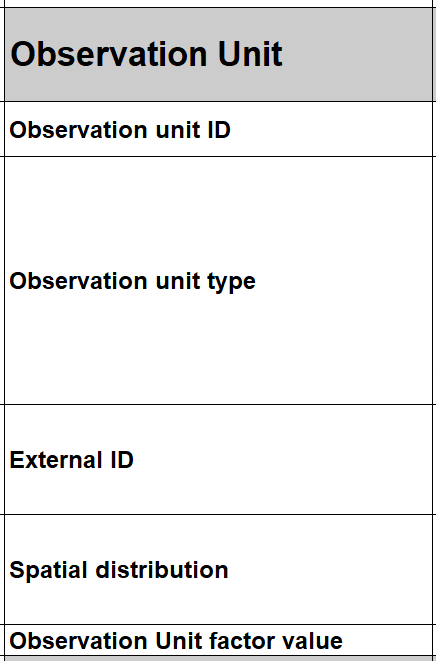 Observation Unit
Observation unit ID
Observation unit type
External ID
Spatial distribution
Observation Unit factor value